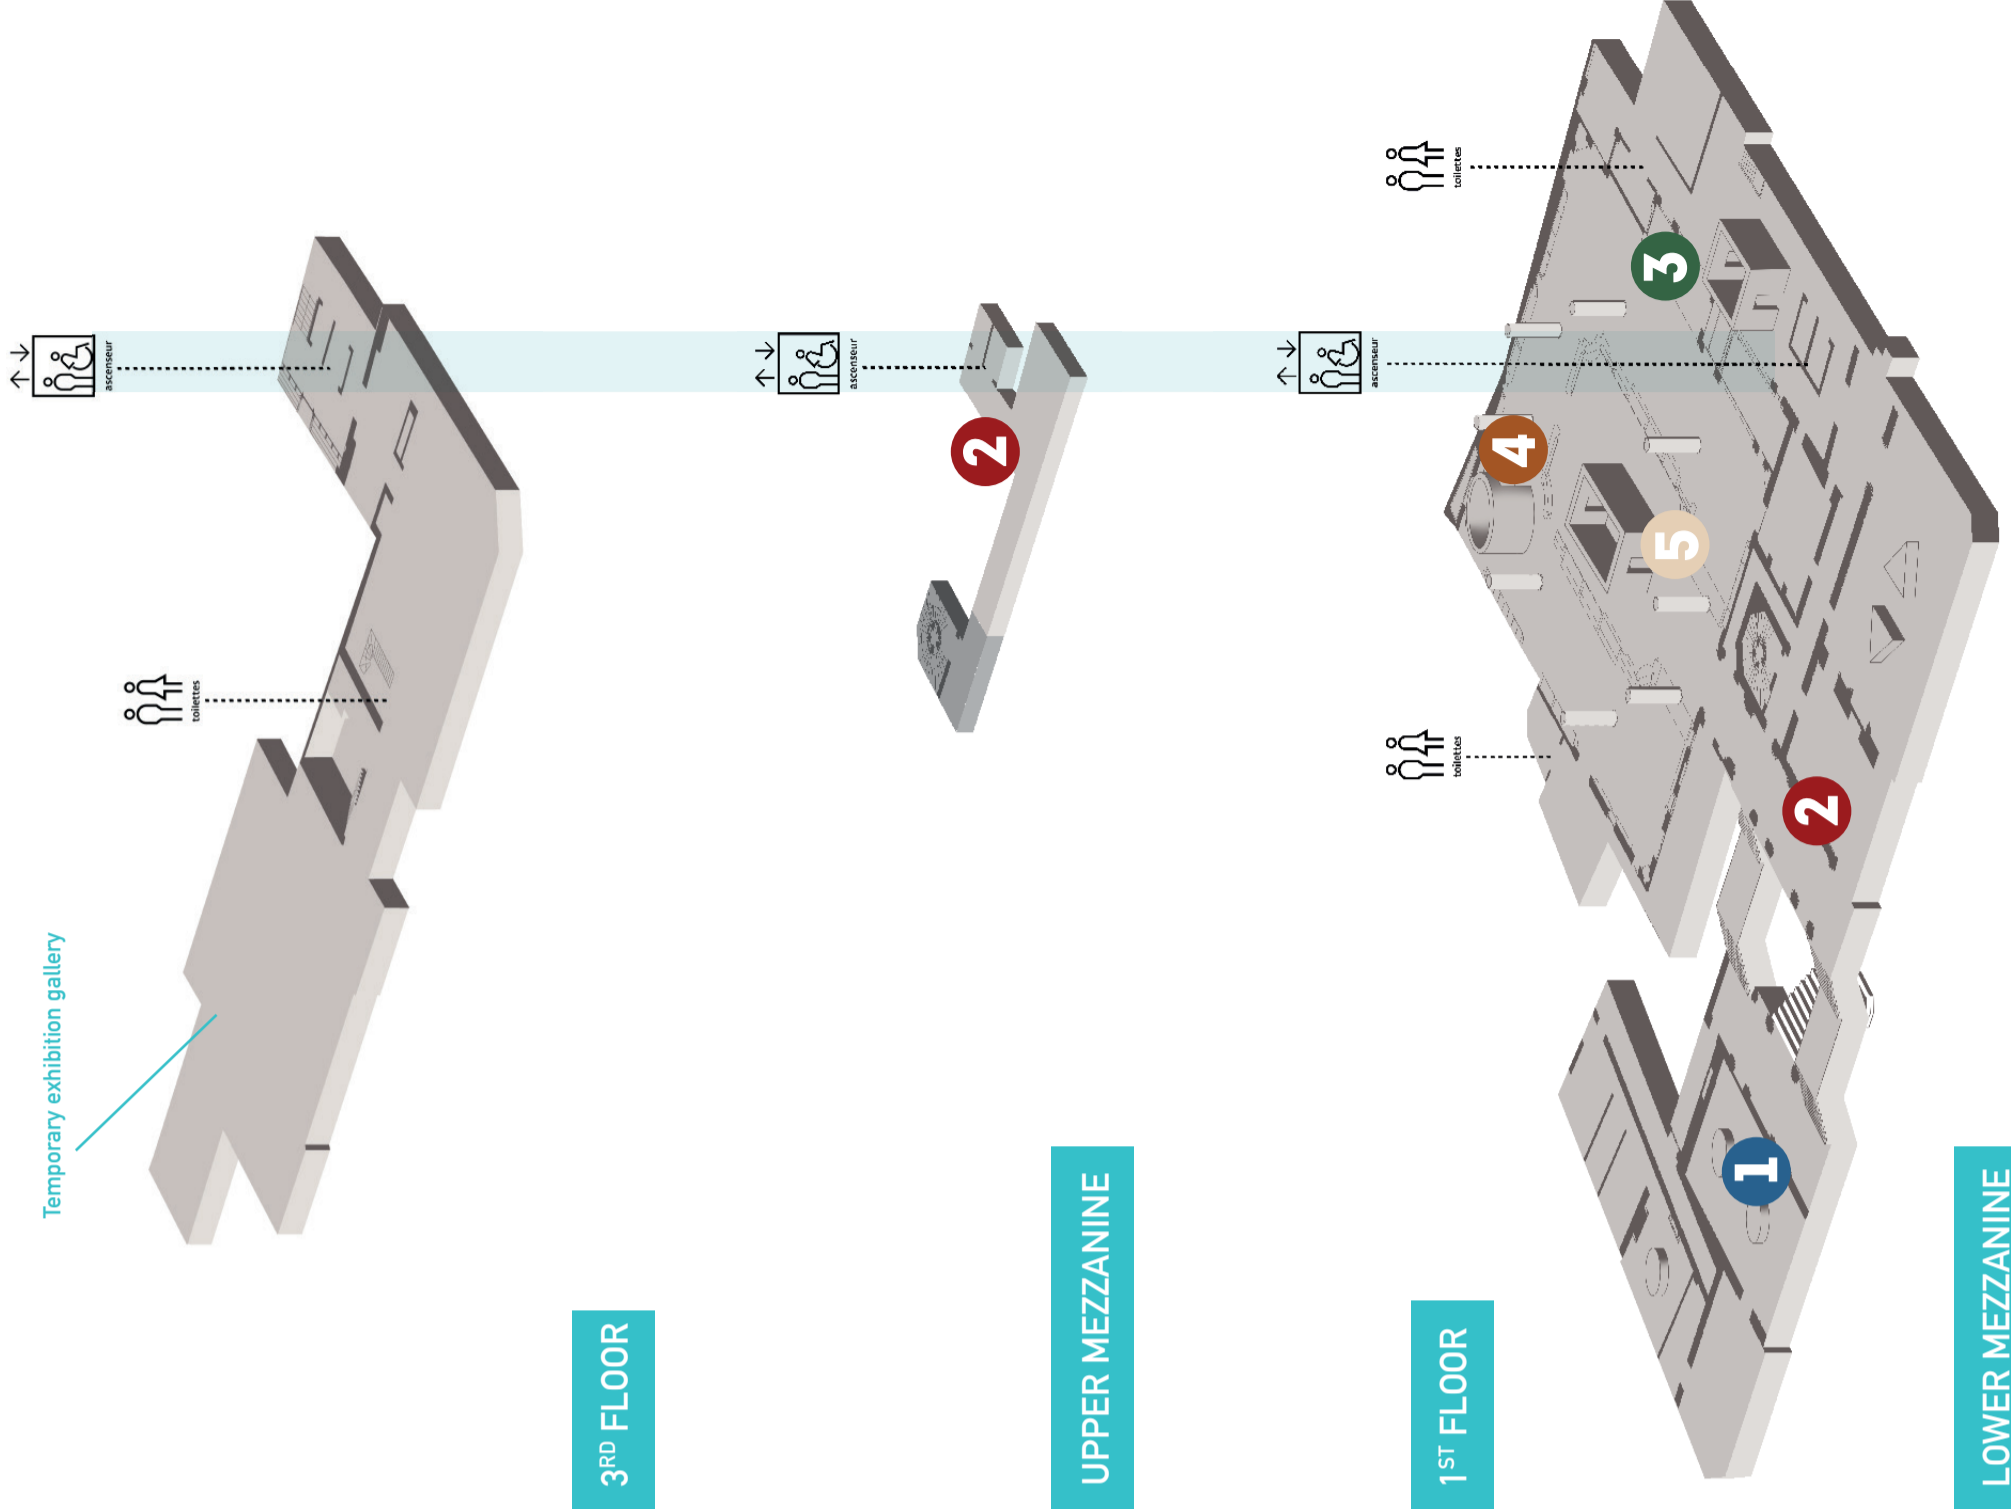 Temporary exhibition gallery
ascenseur
toilettes
3RD FLOOR
ascenseur
2
UPPER MEZZANINE
toilettes
ascenseur
toilettes
4
3
5
2
1
1ST FLOOR
LOWER MEZZANINE